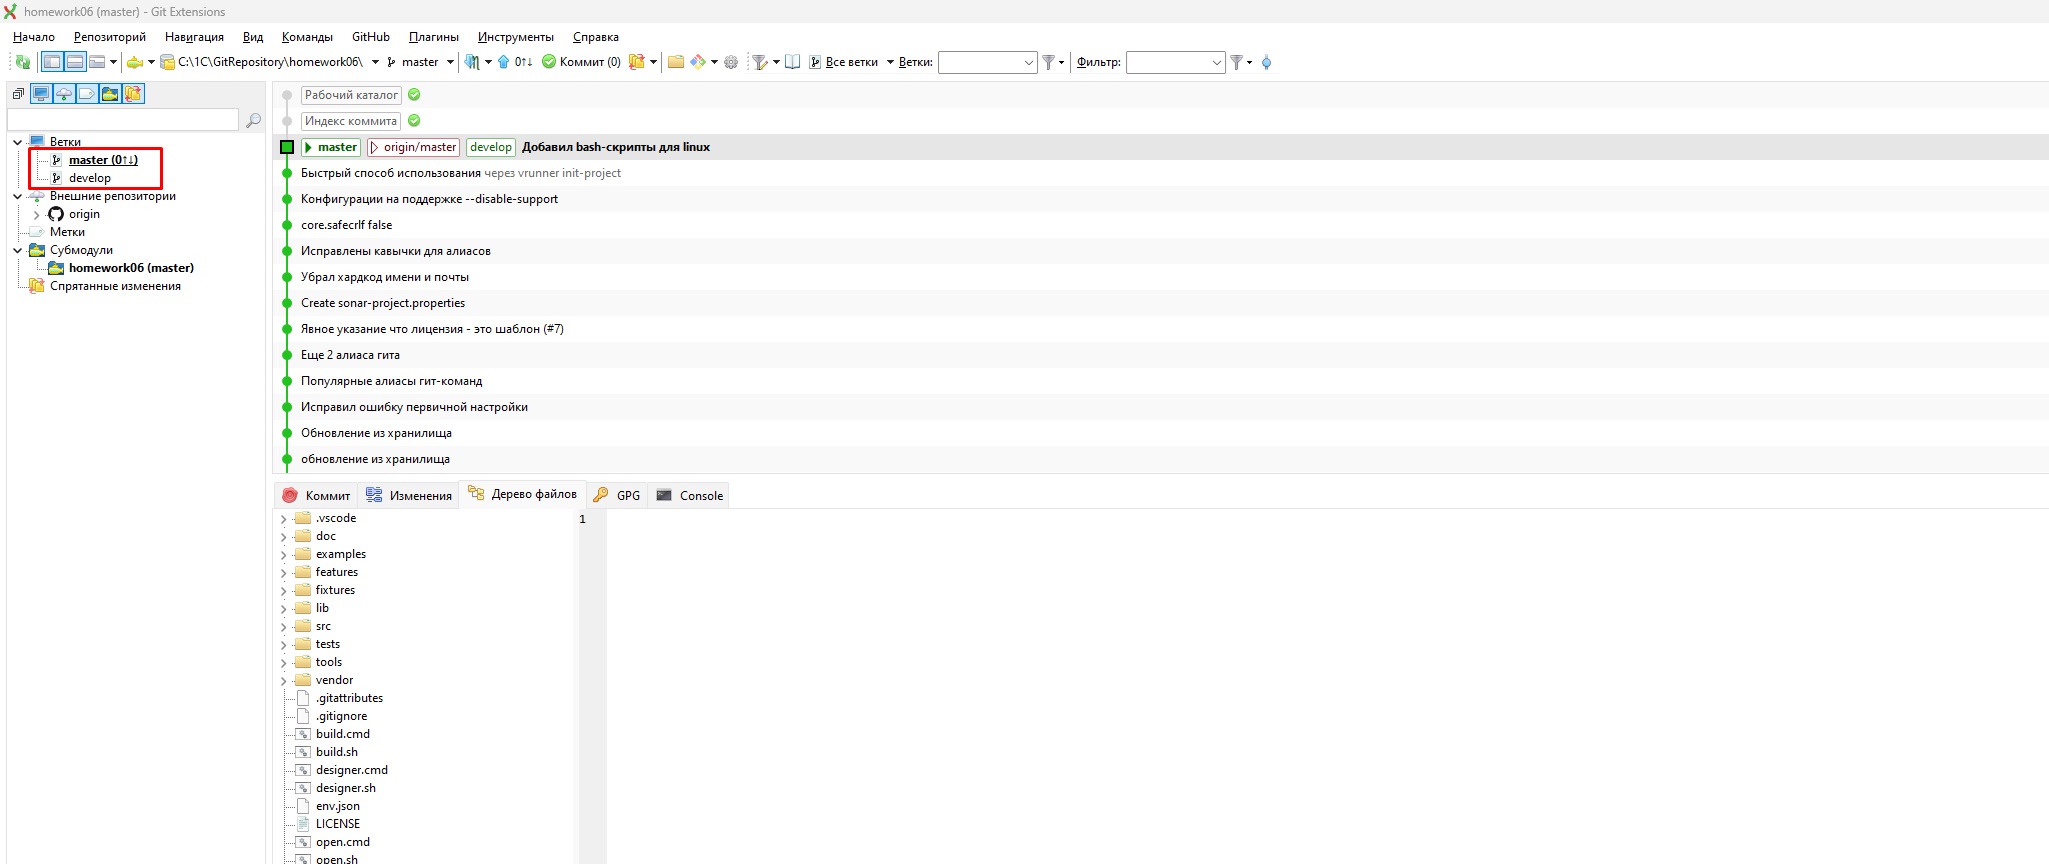 homework06 (master) - Git Extensions
Начало Репозиторий Навигация Вид Команды GitHub Плагины Инструменты Справка
C:\1C\GitRepository\homework06\ master 0↑↓ Коммит (0) Все ветки Ветки: Фильтр:
Ветки
master (0↑↓)
develop
Внешние репозитории
origin
Метки
Субмодули
homework06 (master)
Спрятанные изменения
Рабочий каталог
Индекс коммита
master origin/master develop Добавил bash-скрипты для linux
Быстрый способ использования через vrunner init-project
Конфигурации на поддержке --disable-support
core.safecrlf false
Исправлены кавычки для алиасов
Убрал хардкод имени и почты
Create sonar-project.properties
Явное указание что лицензия - это шаблон (#7)
Еще 2 алиаса гита
Популярные алиасы гит-команд
Исправил ошибку первичной настройки
Обновление из хранилища
обновление из хранилища
Коммит Изменения Дерево файлов GPG Console
.vscode
doc
examples
features
fixtures
lib
src
tests
tools
vendor
.gitattributes
.gitignore
build.cmd
build.sh
designer.cmd
designer.sh
env.json
LICENSE
open.cmd
open.sh
1